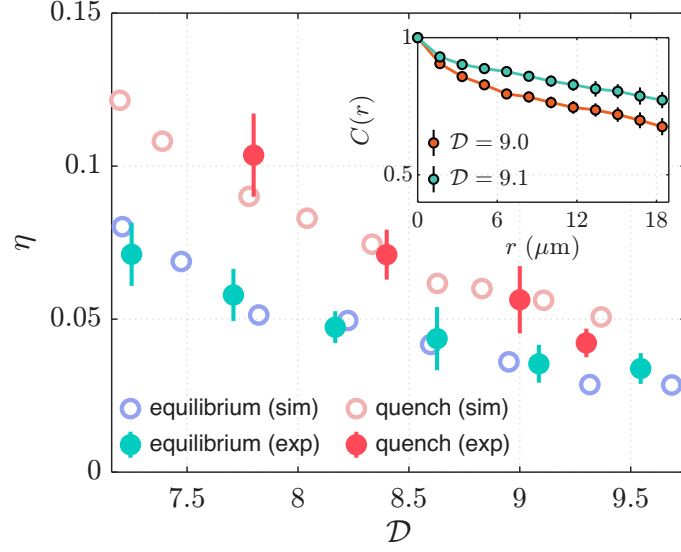 0.15
0.1
0.05
0
η
7.5
8
8.5
9
9.5
𝒟
equilibrium (sim)
quench (sim)
equilibrium (exp)
quench (exp)
1
0.5
C(r)
𝒟 = 9.0
𝒟 = 9.1
0
6
12
18
r (μm)